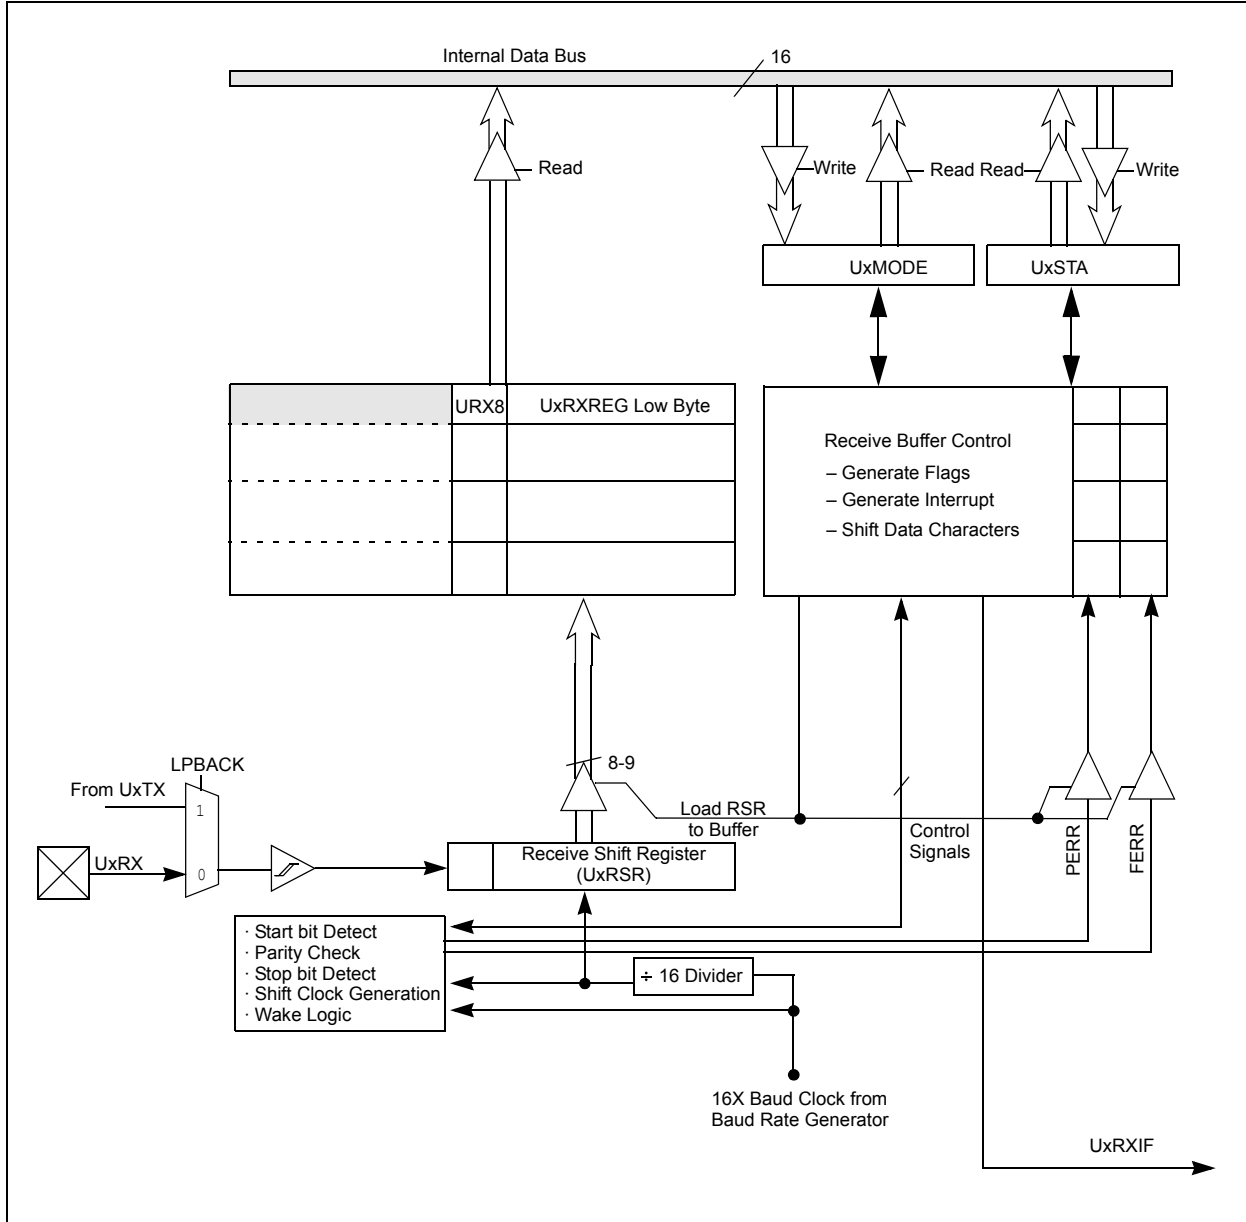 Internal Data Bus
16
Read
Write
Read Read
Write
UxMODE
UxSTA
URX8
UxRXREG Low Byte
Receive Buffer Control
– Generate Flags
– Generate Interrupt
– Shift Data Characters
LPBACK
From UxTX
1
UxRX
0
8-9
Load RSR
to Buffer
Control
Signals
PERR
FERR
Receive Shift Register
(UxRSR)
· Start bit Detect
· Parity Check
· Stop bit Detect
· Shift Clock Generation
· Wake Logic
÷ 16 Divider
16X Baud Clock from
Baud Rate Generator
UxRXIF